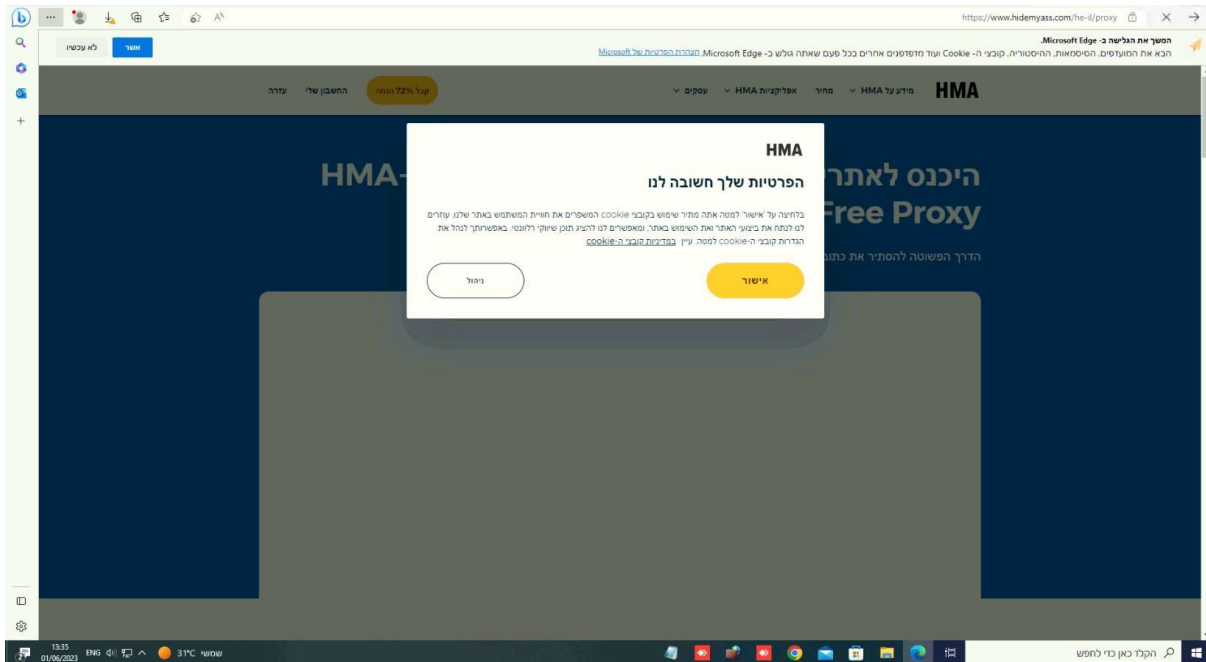 https://www.hidemyass.com/he-il/proxy
המשך את הגלישה ב- Microsoft Edge.
הבא את המועדפים, הסיסמאות, ההיסטוריה, קובצי ה- Cookie ועוד מדפדפנים אחרים בכל פעם שאתה גולש ב- Microsoft Edge. הצהרת הפרטיות של Microsoft
אשר
לא עכשיו
HMA
מידע על HMA
מחיר
אפליקציות HMA
עסקים
קבל 72% הנחה
החשבון שלי
עזרה
היכנס לאתרי
HMA-
Free Proxy
הדרך הפשוטה להסתיר את כתוב
HMA
הפרטיות שלך חשובה לנו
בלחיצה על 'אישור' למטה אתה מתיר שימוש בקובצי cookie המשפרים את חוויית המשתמש באתר שלנו, עוזרים
לנו לנתח את ביצועי האתר ואת השימוש באתר, ומאפשרים לנו להציג תוכן שיווקי רלוונטי. באפשרותך לנהל את
הגדרות קובצי ה-cookie למטה. עיין במדיניות קובצי ה-cookie
אישור
ניהול
הקלד כאן כדי לחפש
31°C שמשי
ENG
13:35
01/06/2023
2